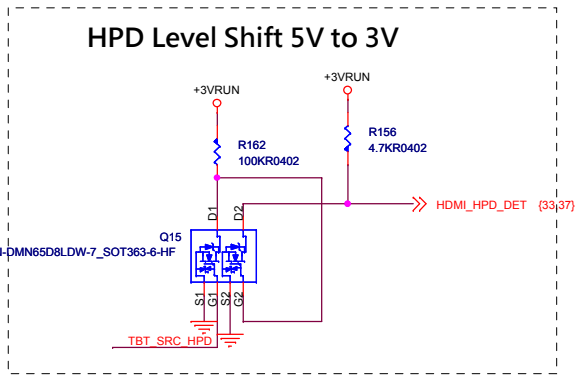 HPD Level Shift 5V to 3V
+3VRUN
+3VRUN
R162
100KR0402
R156
4.7KR0402
D1
D2
HDMI_HPD_DET {33,37}
Q15
-DMN65D8LDW-7_SOT363-6-HF
S1
G1
S2
G2
TBT_SRC_HPD